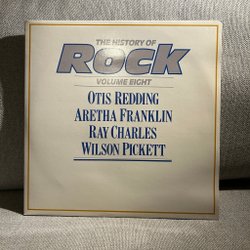 THE HISTORY OF
ROCK
VOLUME EIGHT
OTIS REDDING
ARETHA FRANKLIN
RAY CHARLES
WILSON PICKETT